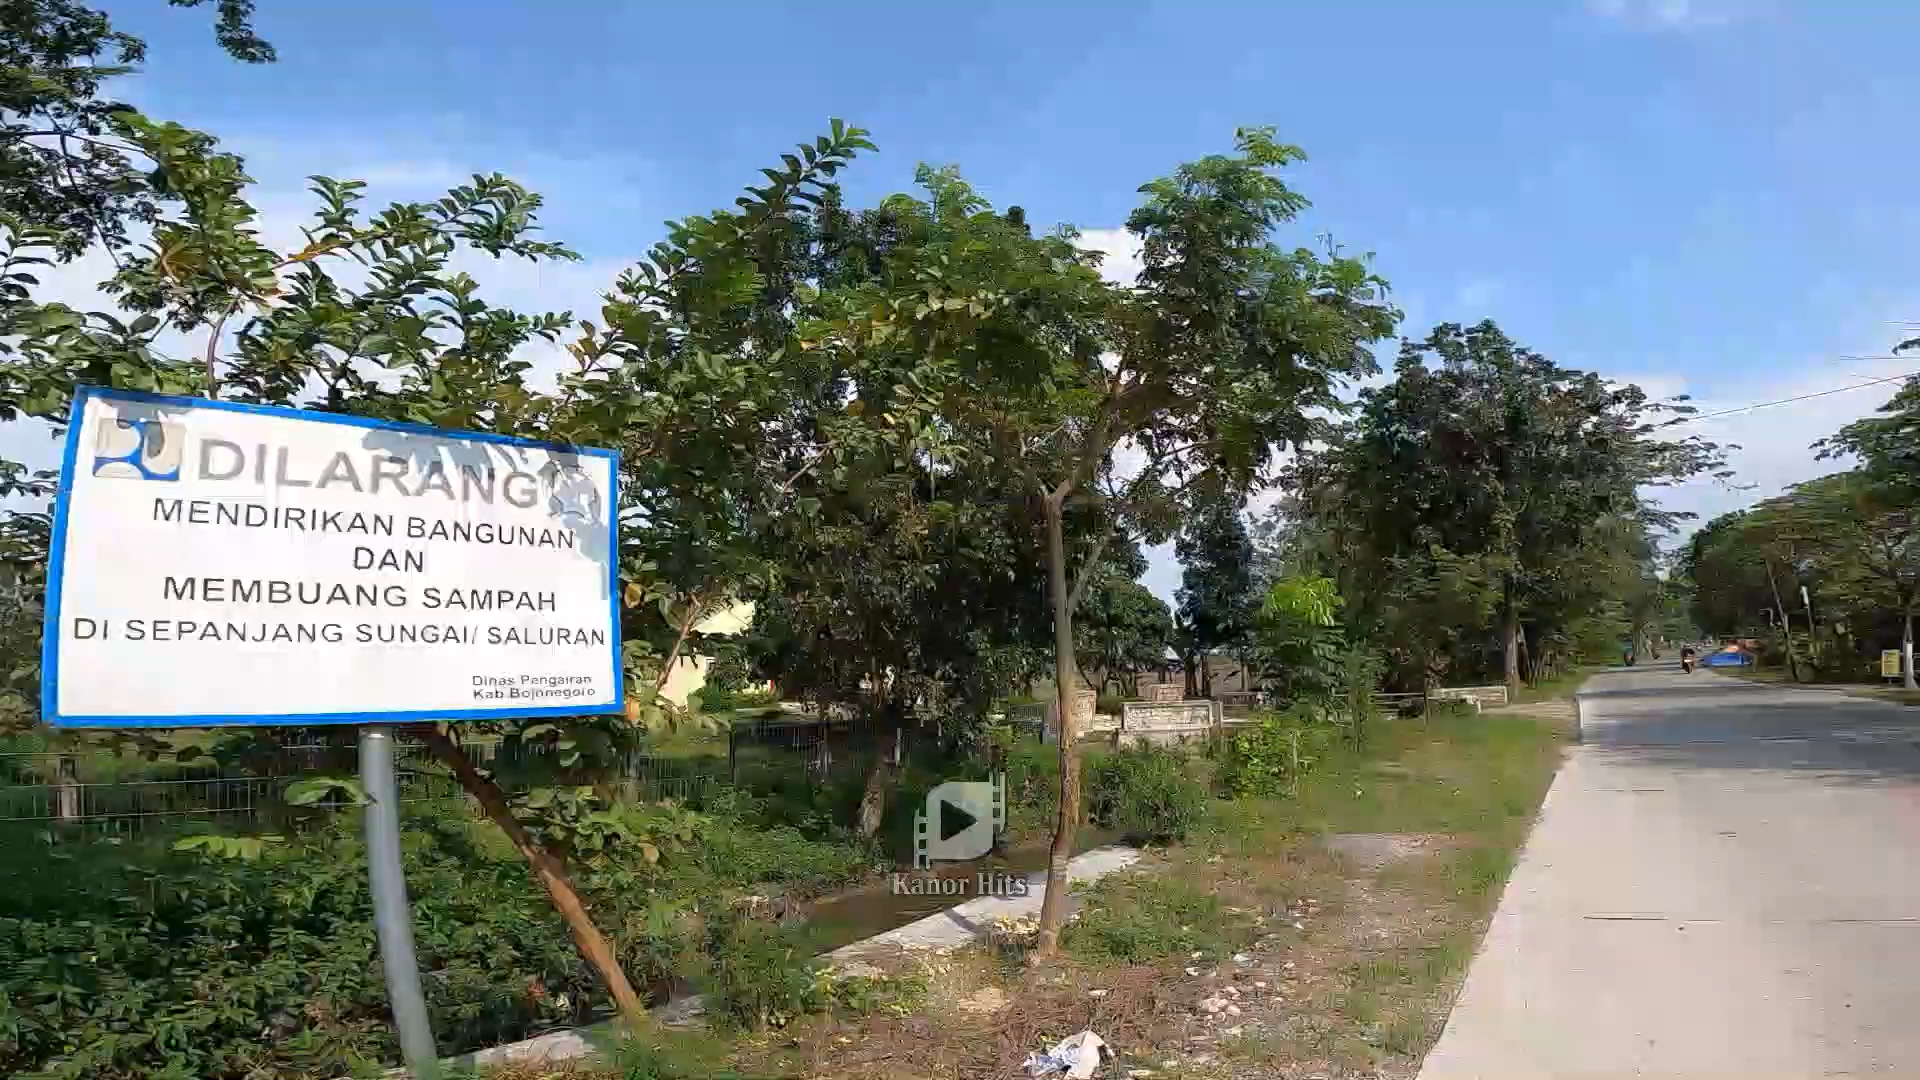 DILARANG
MENDIRIKAN BANGUNAN
DAN
MEMBUANG SAMPAH
DI SEPANJANG SUNGAI/ SALURAN
Dinas Pengairan
Kab.Bojonegoro
Kanor Hits